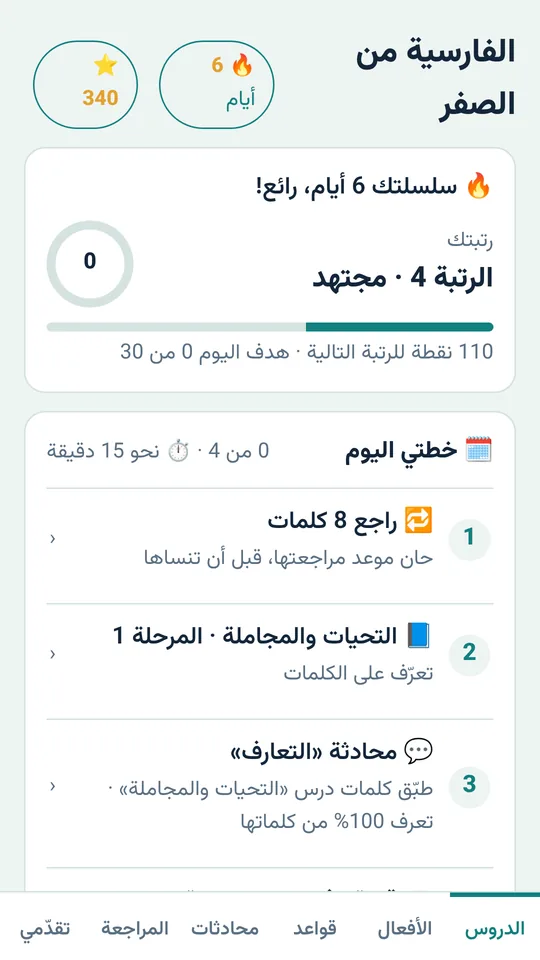 الفارسية من
الصفر
🔥 6
أيام
⭐
340
🔥 سلسلتك 6 أيام، رائع!
رتبتك
الرتبة 4 · مجتهد
0
110 نقطة للرتبة التالية · هدف اليوم 0 من 30
🗓️ خطتي اليوم
0 من 4 · ⏱️ نحو 15 دقيقة
1
🔁 راجع 8 كلمات
حان موعد مراجعتها، قبل أن تنساها
2
📘 التحيات والمجاملة · المرحلة 1
تعرّف على الكلمات
3
💬 محادثة «التعارف»
طبّق كلمات درس «التحيات والمجاملة» ·
تعرف 100% من كلماتها
الدروس
الأفعال
قواعد
محادثات
المراجعة
تقدّمي